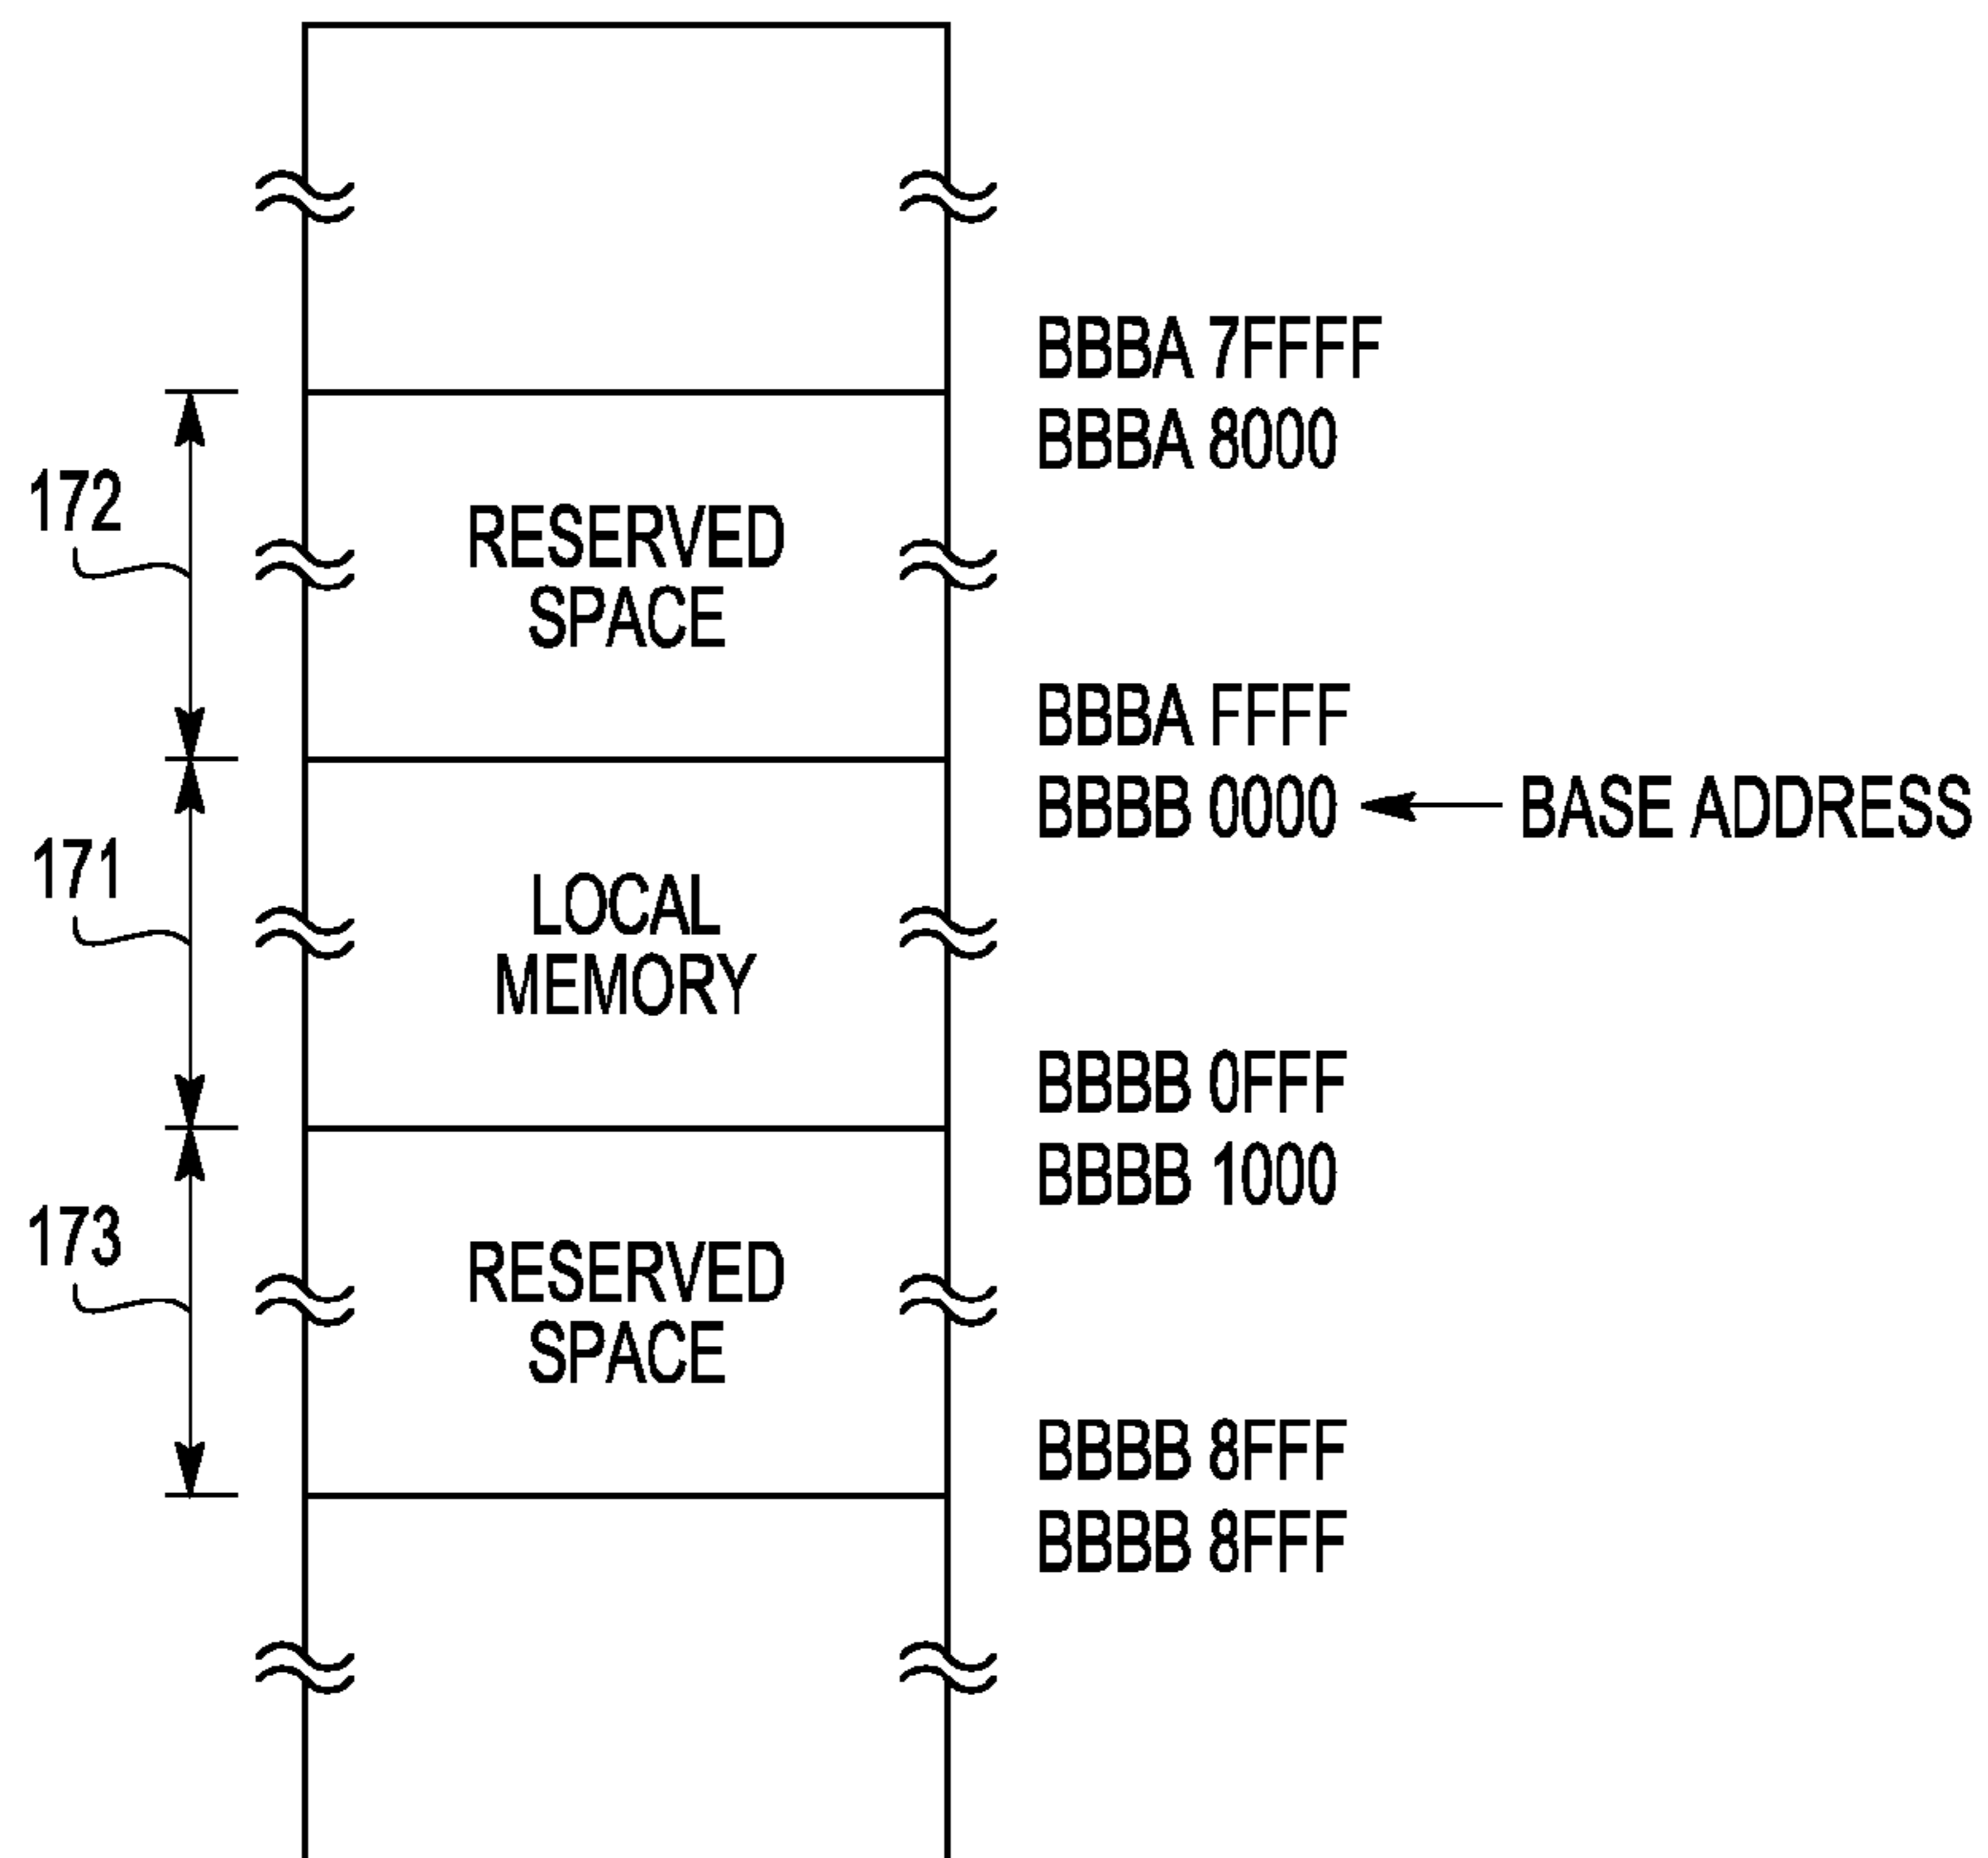 BBBA 7FFFF
BBBA 8000
172
RESERVED
SPACE
BBBA FFFF
BBBB 0000
BASE ADDRESS
171
LOCAL
MEMORY
BBBB 0FFF
BBBB 1000
173
RESERVED
SPACE
BBBB 8FFF
BBBB 8FFF